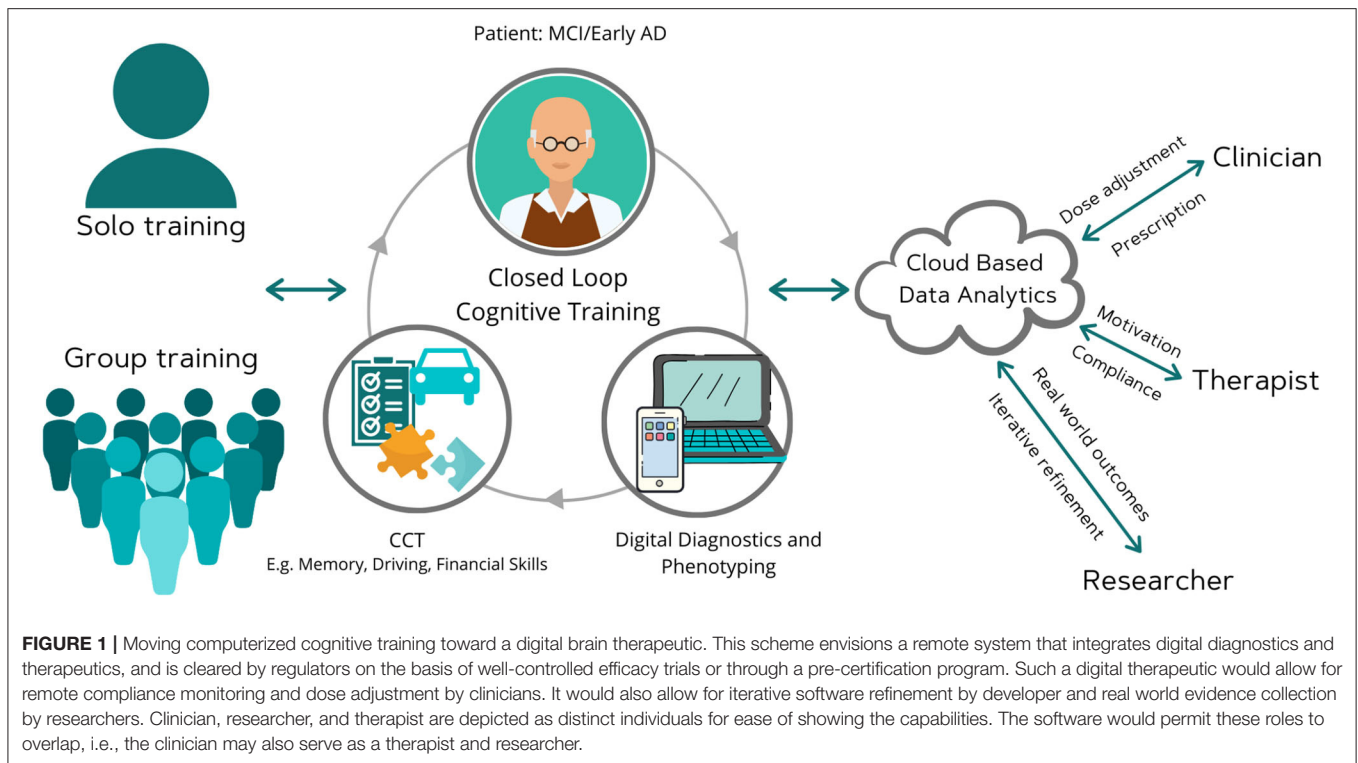 Patient: MCI/Early AD
Solo training
Group training
Closed Loop
Cognitive Training
CCT
E.g. Memory, Driving, Financial Skills
Digital Diagnostics and
Phenotyping
Cloud Based
Data Analytics
Dose adjustment
Prescription
Clinician
Motivation
Compliance
Therapist
Real world outcomes
Iterative refinement
Researcher
FIGURE 1 | Moving computerized cognitive training toward a digital brain therapeutic. This scheme envisions a remote system that integrates digital diagnostics and
therapeutics, and is cleared by regulators on the basis of well-controlled efficacy trials or through a pre-certification program. Such a digital therapeutic would allow for
remote compliance monitoring and dose adjustment by clinicians. It would also allow for iterative software refinement by developer and real world evidence collection
by researchers. Clinician, researcher, and therapist are depicted as distinct individuals for ease of showing the capabilities. The software would permit these roles to
overlap, i.e., the clinician may also serve as a therapist and researcher.